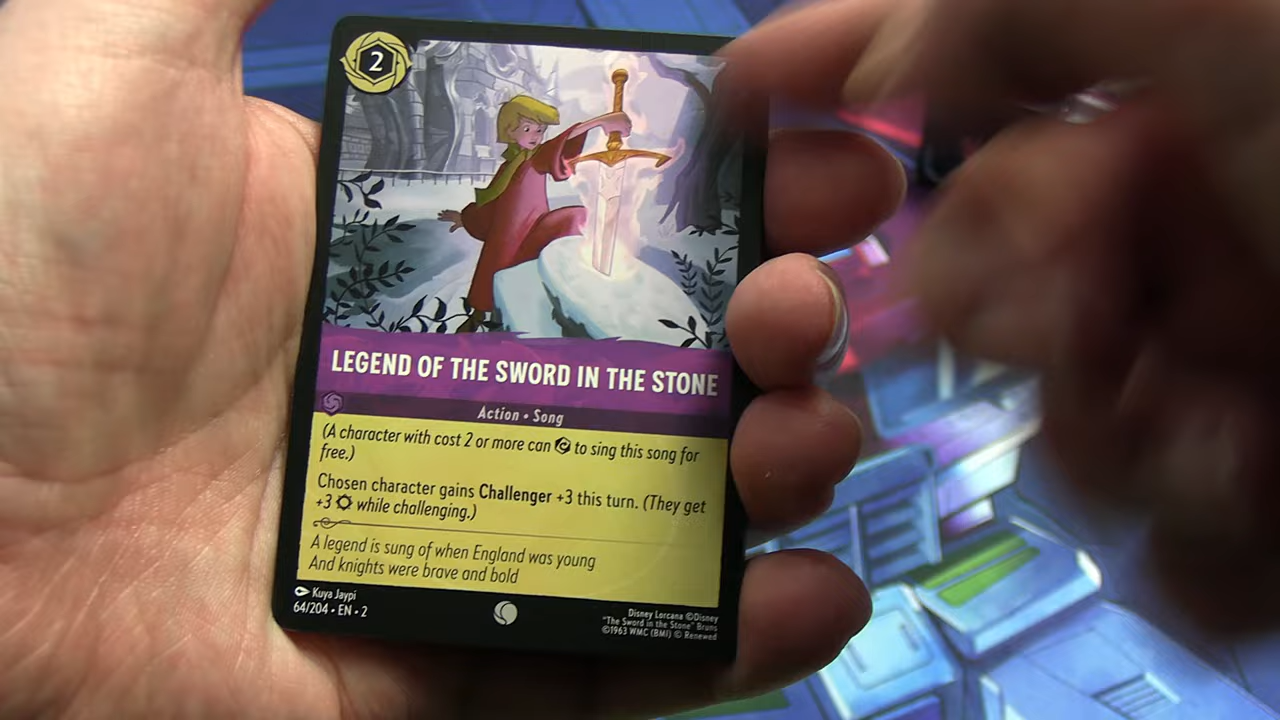 2
LEGEND OF THE SWORD IN THE STONE
Action • Song
(A character with cost 2 or more can to sing this song for
free.)
Chosen character gains Challenger +3 this turn. (They get
+3 while challenging.)
A legend is sung of when England was young
And knights were brave and bold
Kuya Jaypi
64/204 • EN • 2
Disney Lorcana ©Disney
"The Sword in the Stone" Bruns
©1963 WMC (BMI) © Renewed